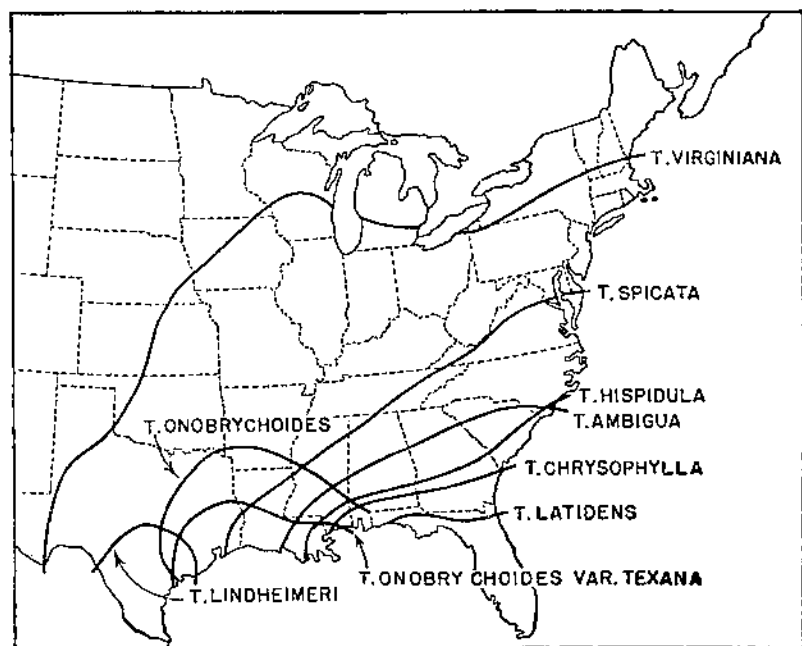 T. VIRGINIANA
T. SPICATA
T. HISPIDULA
T. ONOBRYCHOIDES
T. AMBIGUA
T. CHRYSOPHYLLA
T. LATIDENS
T. ONOBRY CHOIDES VAR. TEXANA
T. LINDHEIMERI